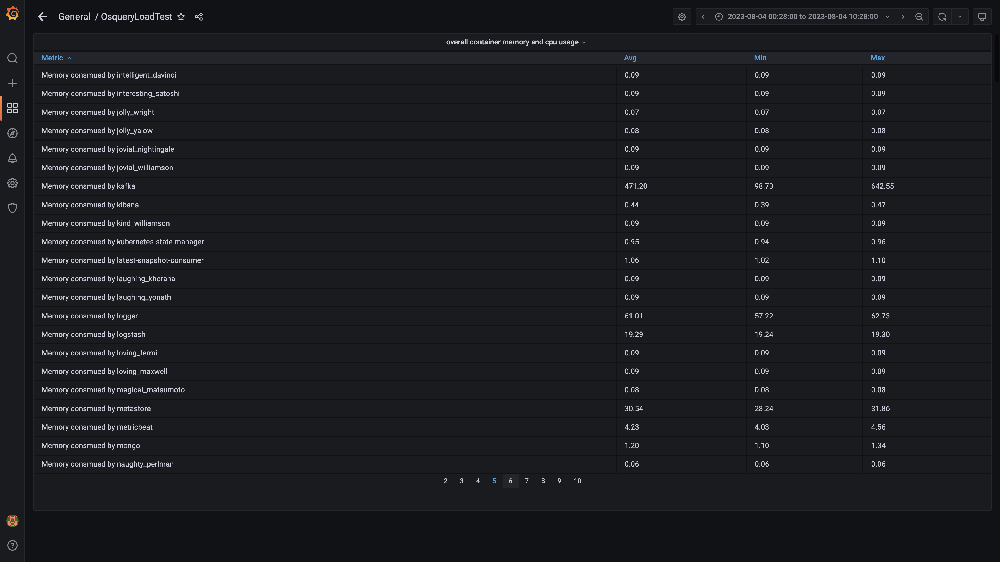 General / OsqueryLoadTest
2023-08-04 00:28:00 to 2023-08-04 10:28:00
overall container memory and cpu usage
Metric Avg Min Max
Memory consmued by intelligent_davinci 0.09 0.09 0.09
Memory consmued by interesting_satoshi 0.09 0.09 0.09
Memory consmued by jolly_wright 0.07 0.07 0.07
Memory consmued by jolly_yalow 0.08 0.08 0.08
Memory consmued by jovial_nightingale 0.09 0.09 0.09
Memory consmued by jovial_williamson 0.09 0.09 0.09
Memory consmued by kafka 471.20 98.73 642.55
Memory consmued by kibana 0.44 0.39 0.47
Memory consmued by kind_williamson 0.09 0.09 0.09
Memory consmued by kubernetes-state-manager 0.95 0.94 0.96
Memory consmued by latest-snapshot-consumer 1.06 1.02 1.10
Memory consmued by laughing_khorana 0.09 0.09 0.09
Memory consmued by laughing_yonath 0.09 0.09 0.09
Memory consmued by logger 61.01 57.22 62.73
Memory consmued by logstash 19.29 19.24 19.30
Memory consmued by loving_fermi 0.09 0.09 0.09
Memory consmued by loving_maxwell 0.09 0.09 0.09
Memory consmued by magical_matsumoto 0.08 0.08 0.08
Memory consmued by metastore 30.54 28.24 31.86
Memory consmued by metricbeat 4.23 4.03 4.56
Memory consmued by mongo 1.20 1.10 1.34
Memory consmued by naughty_perlman 0.06 0.06 0.06
2 3 4 5 6 7 8 9 10